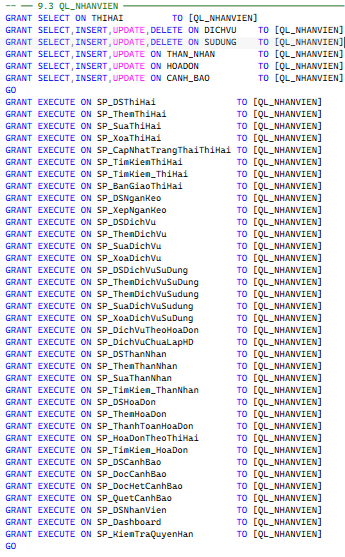 -- ── 9.3 QL_NHANVIEN ──────────────────────────
GRANT SELECT ON THIHAI TO [QL_NHANVIEN]
GRANT SELECT,INSERT,UPDATE,DELETE ON DICHVU TO [QL_NHANVIEN]
GRANT SELECT,INSERT,UPDATE,DELETE ON SUDUNG TO [QL_NHANVIEN]
GRANT SELECT,INSERT,UPDATE ON THAN_NHAN TO [QL_NHANVIEN]
GRANT SELECT,INSERT,UPDATE ON HOADON TO [QL_NHANVIEN]
GRANT SELECT,INSERT,UPDATE ON CANH_BAO TO [QL_NHANVIEN]
GO
GRANT EXECUTE ON SP_DSThiHai TO [QL_NHANVIEN]
GRANT EXECUTE ON SP_ThemThiHai TO [QL_NHANVIEN]
GRANT EXECUTE ON SP_SuaThiHai TO [QL_NHANVIEN]
GRANT EXECUTE ON SP_XoaThiHai TO [QL_NHANVIEN]
GRANT EXECUTE ON SP_CapNhatTrangThaiThiHai TO [QL_NHANVIEN]
GRANT EXECUTE ON SP_TimKiemThiHai TO [QL_NHANVIEN]
GRANT EXECUTE ON SP_TimKiem_ThiHai TO [QL_NHANVIEN]
GRANT EXECUTE ON SP_BanGiaoThiHai TO [QL_NHANVIEN]
GRANT EXECUTE ON SP_DSNganKeo TO [QL_NHANVIEN]
GRANT EXECUTE ON SP_XepNganKeo TO [QL_NHANVIEN]
GRANT EXECUTE ON SP_DSDichVu TO [QL_NHANVIEN]
GRANT EXECUTE ON SP_ThemDichVu TO [QL_NHANVIEN]
GRANT EXECUTE ON SP_SuaDichVu TO [QL_NHANVIEN]
GRANT EXECUTE ON SP_XoaDichVu TO [QL_NHANVIEN]
GRANT EXECUTE ON SP_DSDichVuSuDung TO [QL_NHANVIEN]
GRANT EXECUTE ON SP_ThemDichVuSuDung TO [QL_NHANVIEN]
GRANT EXECUTE ON SP_ThemDichVuSudung TO [QL_NHANVIEN]
GRANT EXECUTE ON SP_SuaDichVuSudung TO [QL_NHANVIEN]
GRANT EXECUTE ON SP_XoaDichVuSudung TO [QL_NHANVIEN]
GRANT EXECUTE ON SP_DichVuTheoHoaDon TO [QL_NHANVIEN]
GRANT EXECUTE ON SP_DichVuChuaLapHD TO [QL_NHANVIEN]
GRANT EXECUTE ON SP_DSThanNhan TO [QL_NHANVIEN]
GRANT EXECUTE ON SP_ThemThanNhan TO [QL_NHANVIEN]
GRANT EXECUTE ON SP_SuaThanNhan TO [QL_NHANVIEN]
GRANT EXECUTE ON SP_TimKiem_ThanNhan TO [QL_NHANVIEN]
GRANT EXECUTE ON SP_DSHoaDon TO [QL_NHANVIEN]
GRANT EXECUTE ON SP_ThemHoaDon TO [QL_NHANVIEN]
GRANT EXECUTE ON SP_ThanhToanHoaDon TO [QL_NHANVIEN]
GRANT EXECUTE ON SP_HoaDonTheoThiHai TO [QL_NHANVIEN]
GRANT EXECUTE ON SP_TimKiem_HoaDon TO [QL_NHANVIEN]
GRANT EXECUTE ON SP_DSCanhBao TO [QL_NHANVIEN]
GRANT EXECUTE ON SP_DocCanhBao TO [QL_NHANVIEN]
GRANT EXECUTE ON SP_DocHetCanhBao TO [QL_NHANVIEN]
GRANT EXECUTE ON SP_QuetCanhBao TO [QL_NHANVIEN]
GRANT EXECUTE ON SP_DSNhanVien TO [QL_NHANVIEN]
GRANT EXECUTE ON SP_Dashboard TO [QL_NHANVIEN]
GRANT EXECUTE ON SP_KiemTraQuyenHan TO [QL_NHANVIEN]
GO